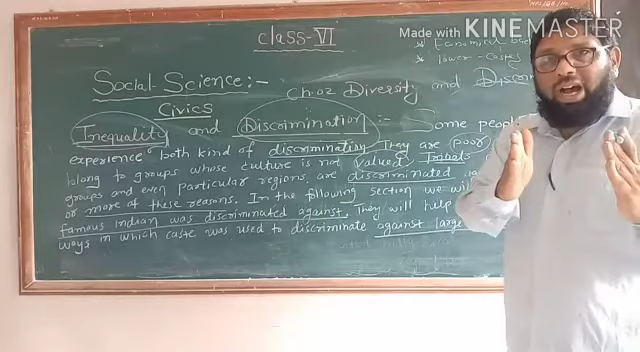 Made with KINEMASTER
Class-VI
* Economical
* lower-castes
Social Science:-
Ch:02 Diversity and Discri
Civics
Inequality and Discrimination :- Some people
experience both kind of discrimination They are poor
belong to groups whose culture is not valued. Tribals
groups and even particular regions, are discriminated
or more of these reasons. In the following section we will
famous indian was discriminated against, They will help
ways in which caste was used to discriminate against large